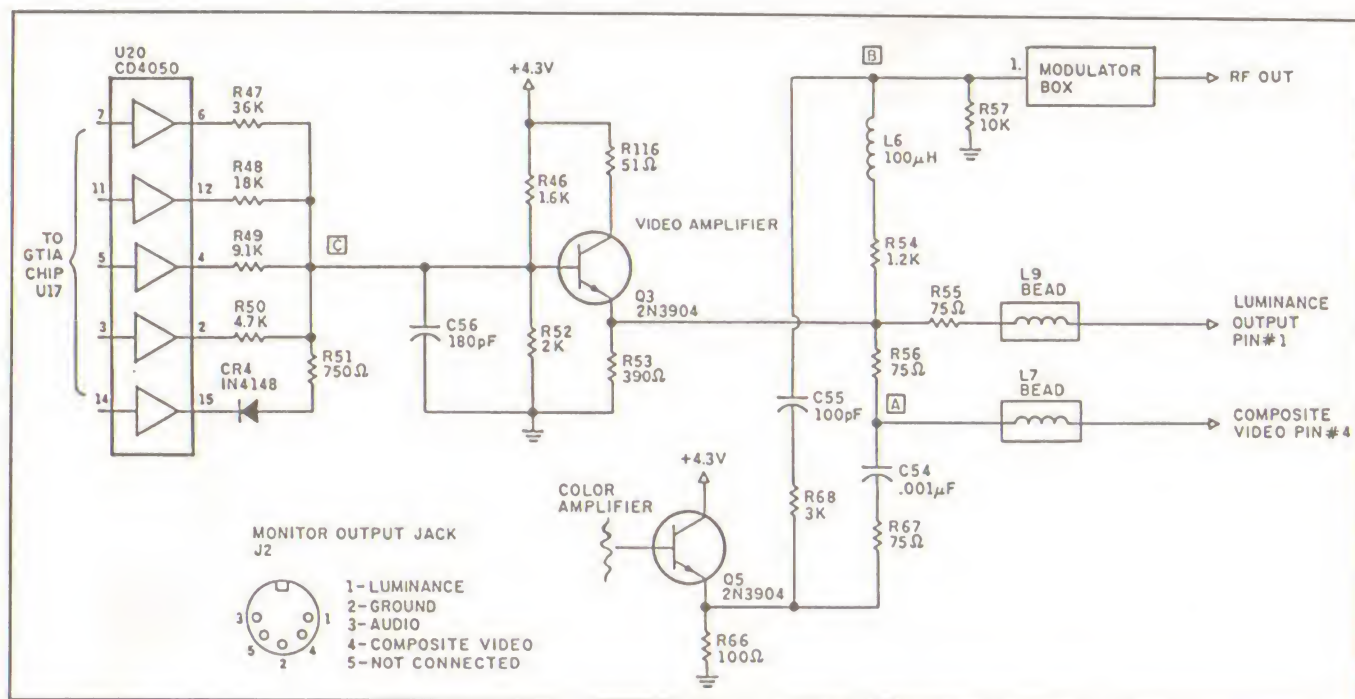 U20
CD4050
7
6
R47
36K
11
12
R48
18K
5
4
R49
9.1K
3
2
R50
4.7K
14
15
CR4
IN4148
R51
750Ω
TO
GTIA
CHIP
U17
C
C56
180pF
+4.3V
R46
1.6K
R116
51Ω
VIDEO AMPLIFIER
Q3
2N3904
R52
2K
R53
390Ω
B
L6
100μH
R57
10K
1.
MODULATOR
BOX
RF OUT
R54
1.2K
R55
75Ω
L9
BEAD
LUMINANCE
OUTPUT
PIN#1
R56
75Ω
A
L7
BEAD
COMPOSITE
VIDEO PIN#4
C55
100pF
C54
.001μF
R68
3K
R67
75Ω
+4.3V
COLOR
AMPLIFIER
Q5
2N3904
R66
100Ω
MONITOR OUTPUT JACK
J2
3
1
5
4
2
1-LUMINANCE
2-GROUND
3-AUDIO
4-COMPOSITE VIDEO
5-NOT CONNECTED